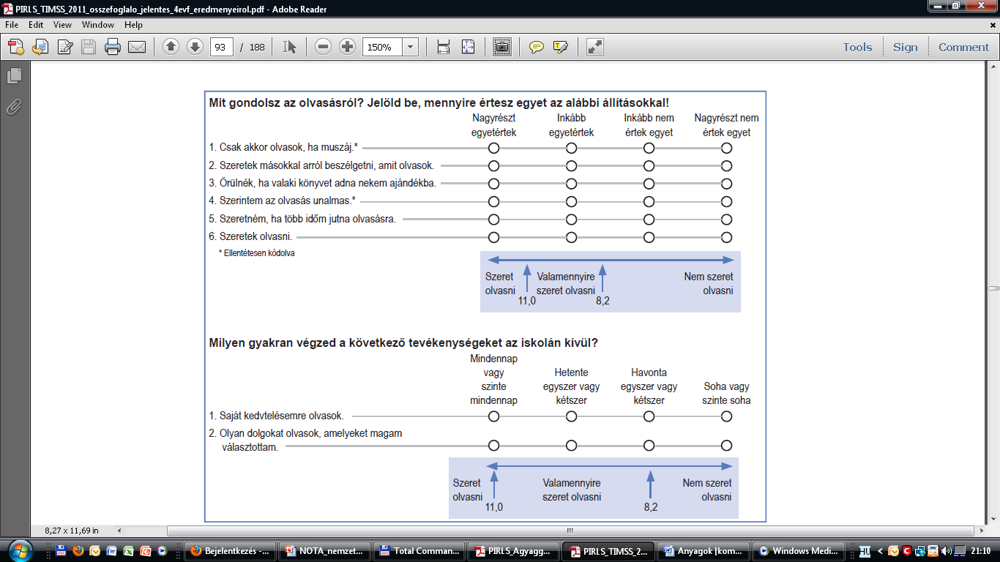 PIRLS_TIMSS_2011_osszefoglalo_jelentes_4evf_eredmenyeirol.pdf - Adobe Reader
File Edit View Window Help
93 / 188 150% Tools Sign Comment
Mit gondolsz az olvasásról? Jelöld be, mennyire értesz egyet az alábbi állításokkal!
Nagyrészt Inkább Inkább nem Nagyrészt nem
egyetértek egyetértek értek egyet értek egyet
1. Csak akkor olvasok, ha muszáj.*
2. Szeretek másokkal arról beszélgetni, amit olvasok.
3. Örülnék, ha valaki könyvet adna nekem ajándékba.
4. Szerintem az olvasás unalmas.*
5. Szeretném, ha több időm jutna olvasásra.
6. Szeretek olvasni.
* Ellentétesen kódolva
Szeret Valamennyire Nem szeret
olvasni szeret olvasni olvasni
11,0 8,2
Milyen gyakran végzed a következő tevékenységeket az iskolán kívül?
Mindennap
vagy Hetente Havonta
szinte egyszer vagy egyszer vagy Soha vagy
mindennap kétszer kétszer szinte soha
1. Saját kedvtelésemre olvasok.
2. Olyan dolgokat olvasok, amelyeket magam
választottam.
Szeret Valamennyire Nem szeret
olvasni szeret olvasni olvasni
11,0 8,2
8,27 x 11,69 in
Bejelentkezés -... NOTA_nemzet... Total Comman... PIRLS_Agyagg... PIRLS_TIMSS_2... Anyagok [kom... Windows Medi... HU 21:10